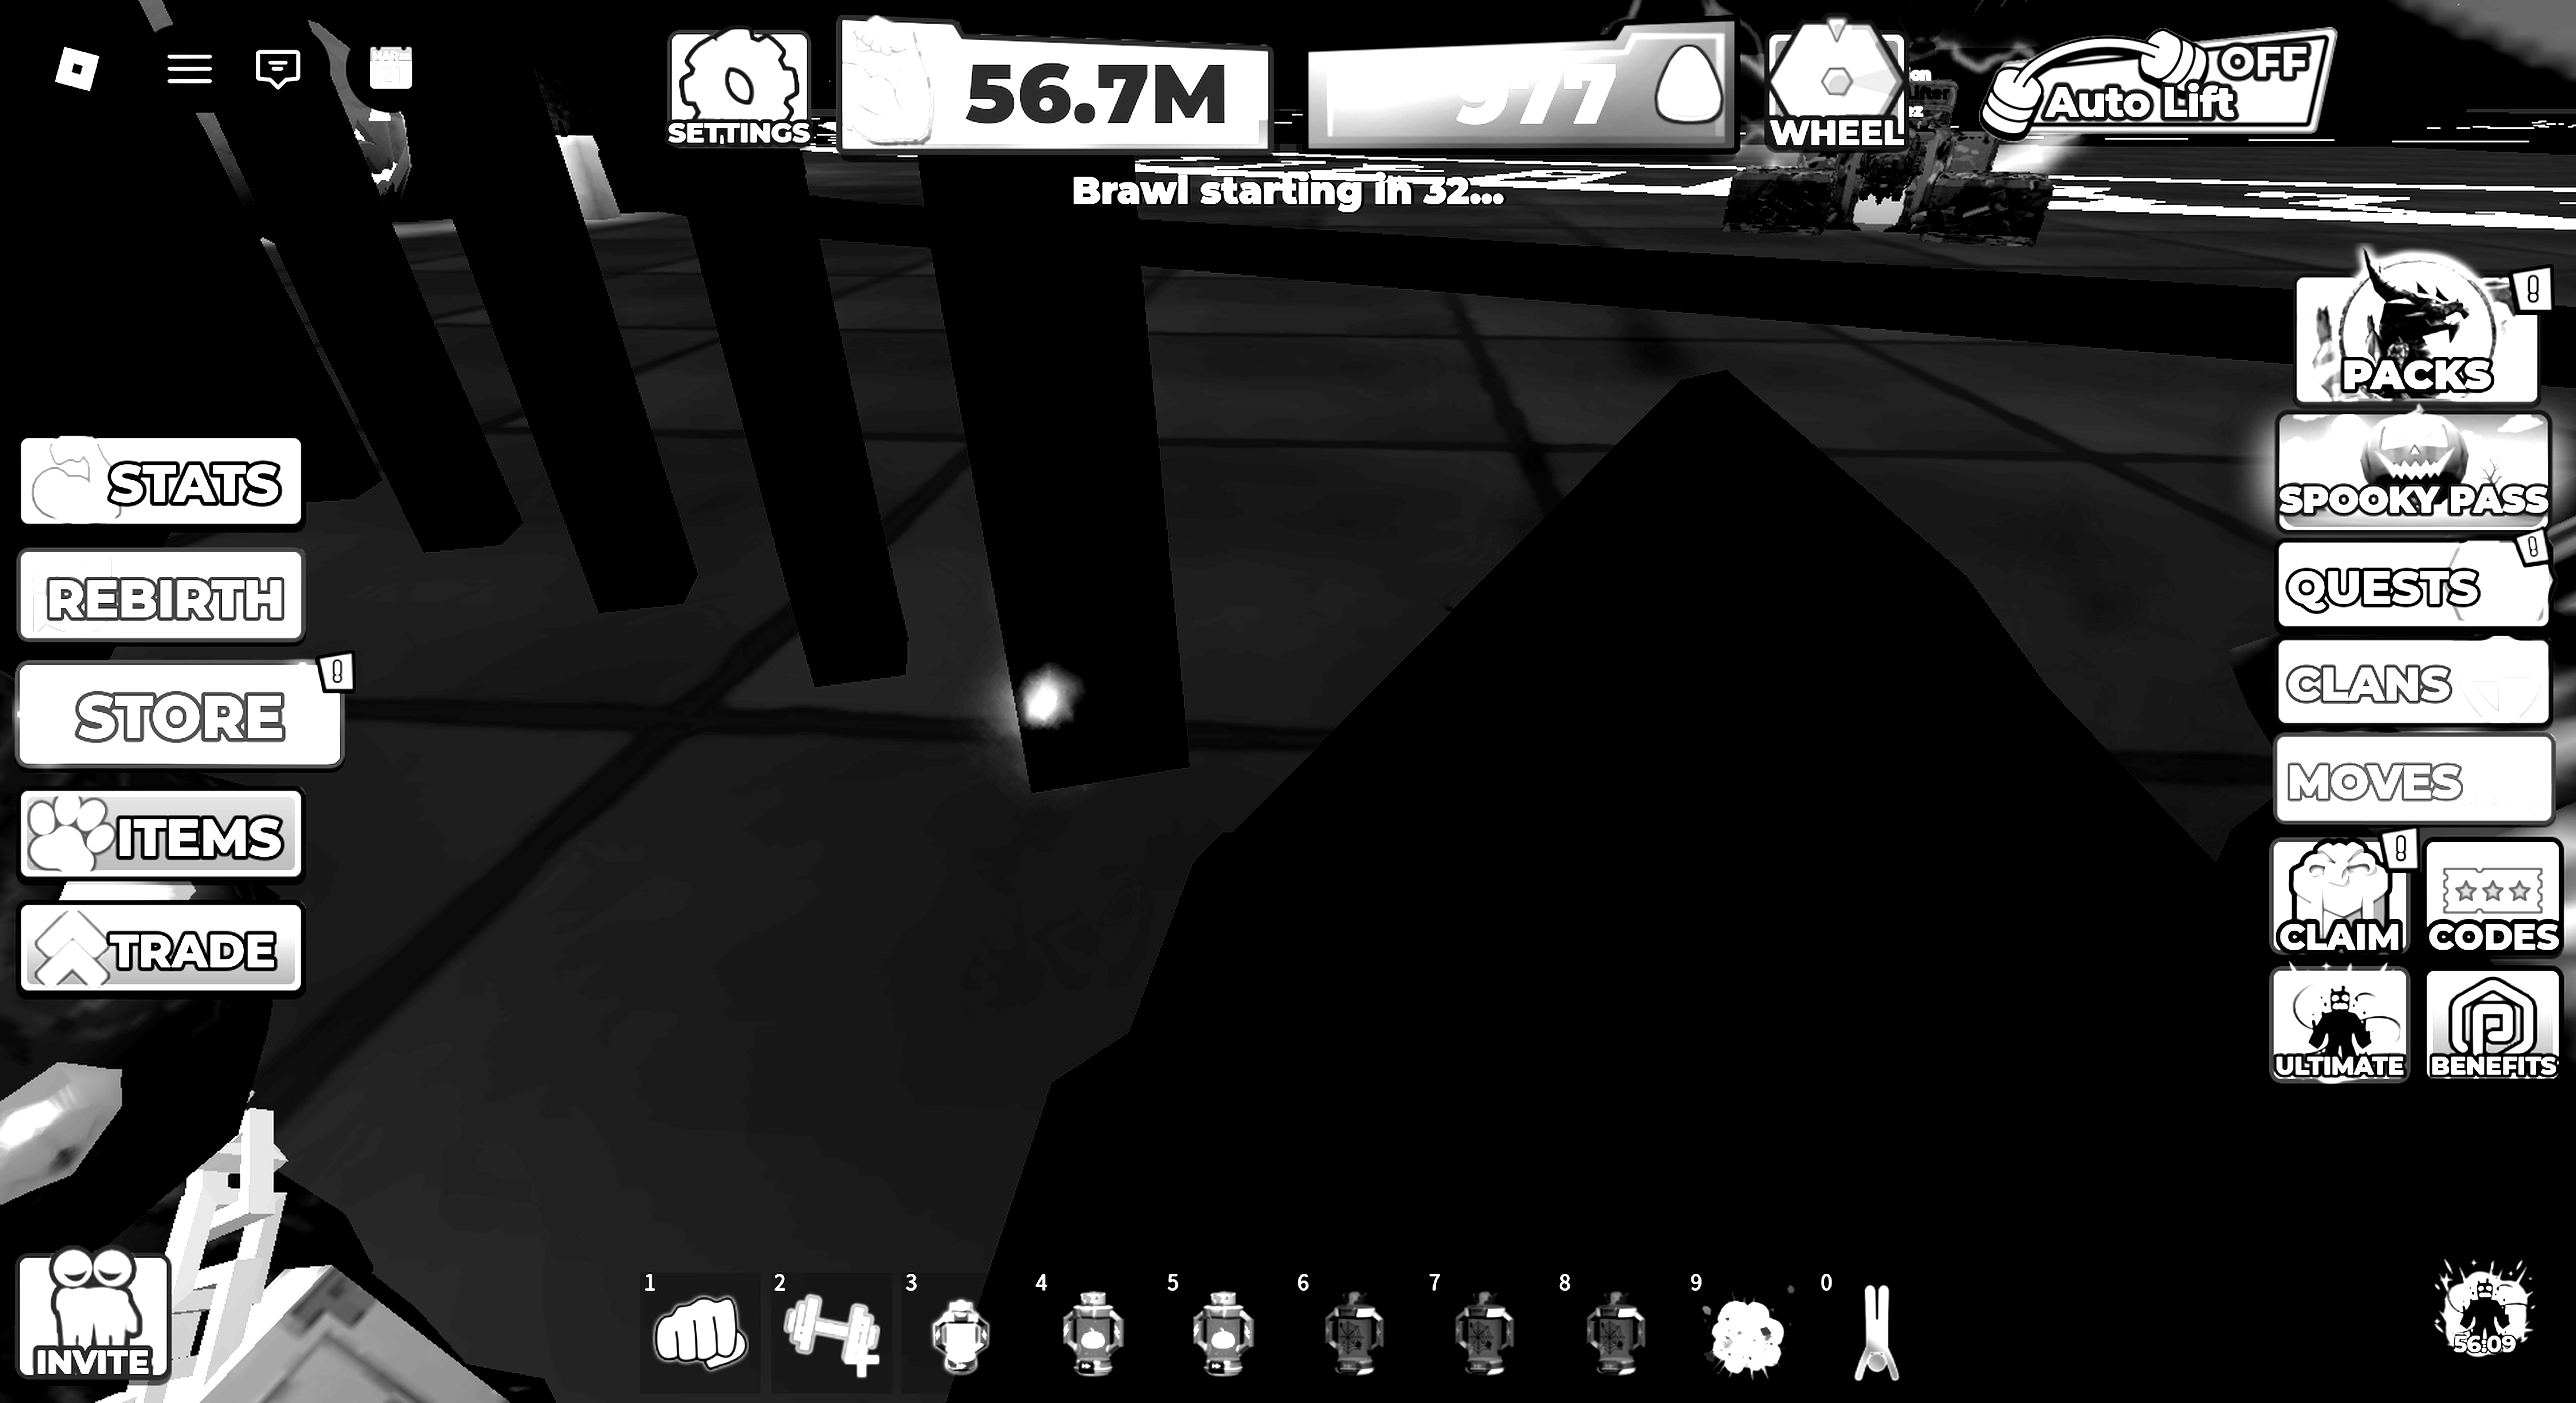 SETTINGS
56.7M
977
WHEEL
OFF
Auto Lift
Brawl starting in 32...
PACKS
STATS
SPOOKY PASS
REBIRTH
QUESTS
STORE
CLANS
MOVES
ITEMS
CLAIM
CODES
TRADE
ULTIMATE
BENEFITS
INVITE
1
2
3
4
5
6
7
8
9
0
56:09